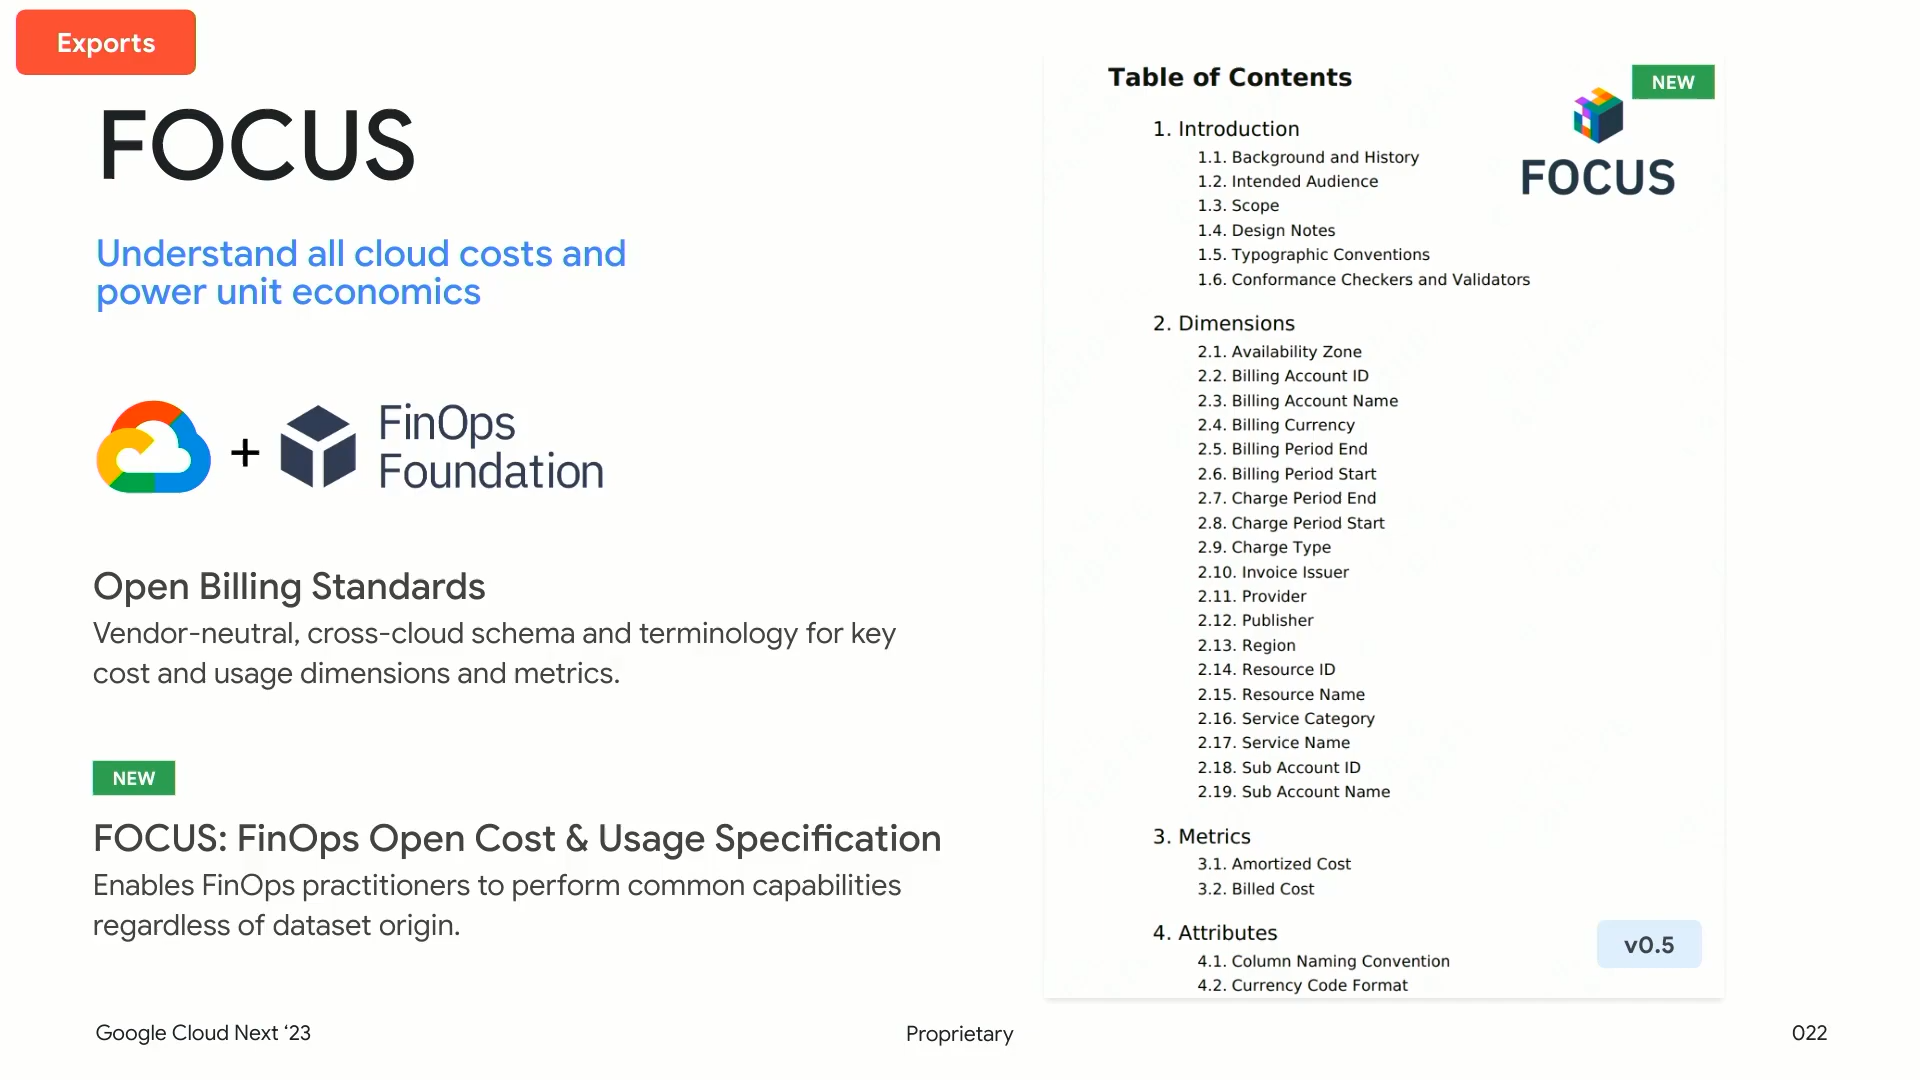 Exports
FOCUS
Understand all cloud costs and
power unit economics
+
FinOps
Foundation
Open Billing Standards
Vendor-neutral, cross-cloud schema and terminology for key
cost and usage dimensions and metrics.
NEW
FOCUS: FinOps Open Cost & Usage Specification
Enables FinOps practitioners to perform common capabilities
regardless of dataset origin.
Table of Contents
NEW
FOCUS
1. Introduction
1.1. Background and History
1.2. Intended Audience
1.3. Scope
1.4. Design Notes
1.5. Typographic Conventions
1.6. Conformance Checkers and Validators
2. Dimensions
2.1. Availability Zone
2.2. Billing Account ID
2.3. Billing Account Name
2.4. Billing Currency
2.5. Billing Period End
2.6. Billing Period Start
2.7. Charge Period End
2.8. Charge Period Start
2.9. Charge Type
2.10. Invoice Issuer
2.11. Provider
2.12. Publisher
2.13. Region
2.14. Resource ID
2.15. Resource Name
2.16. Service Category
2.17. Service Name
2.18. Sub Account ID
2.19. Sub Account Name
3. Metrics
3.1. Amortized Cost
3.2. Billed Cost
4. Attributes
4.1. Column Naming Convention
4.2. Currency Code Format
v0.5
Google Cloud Next ‘23
Proprietary
022